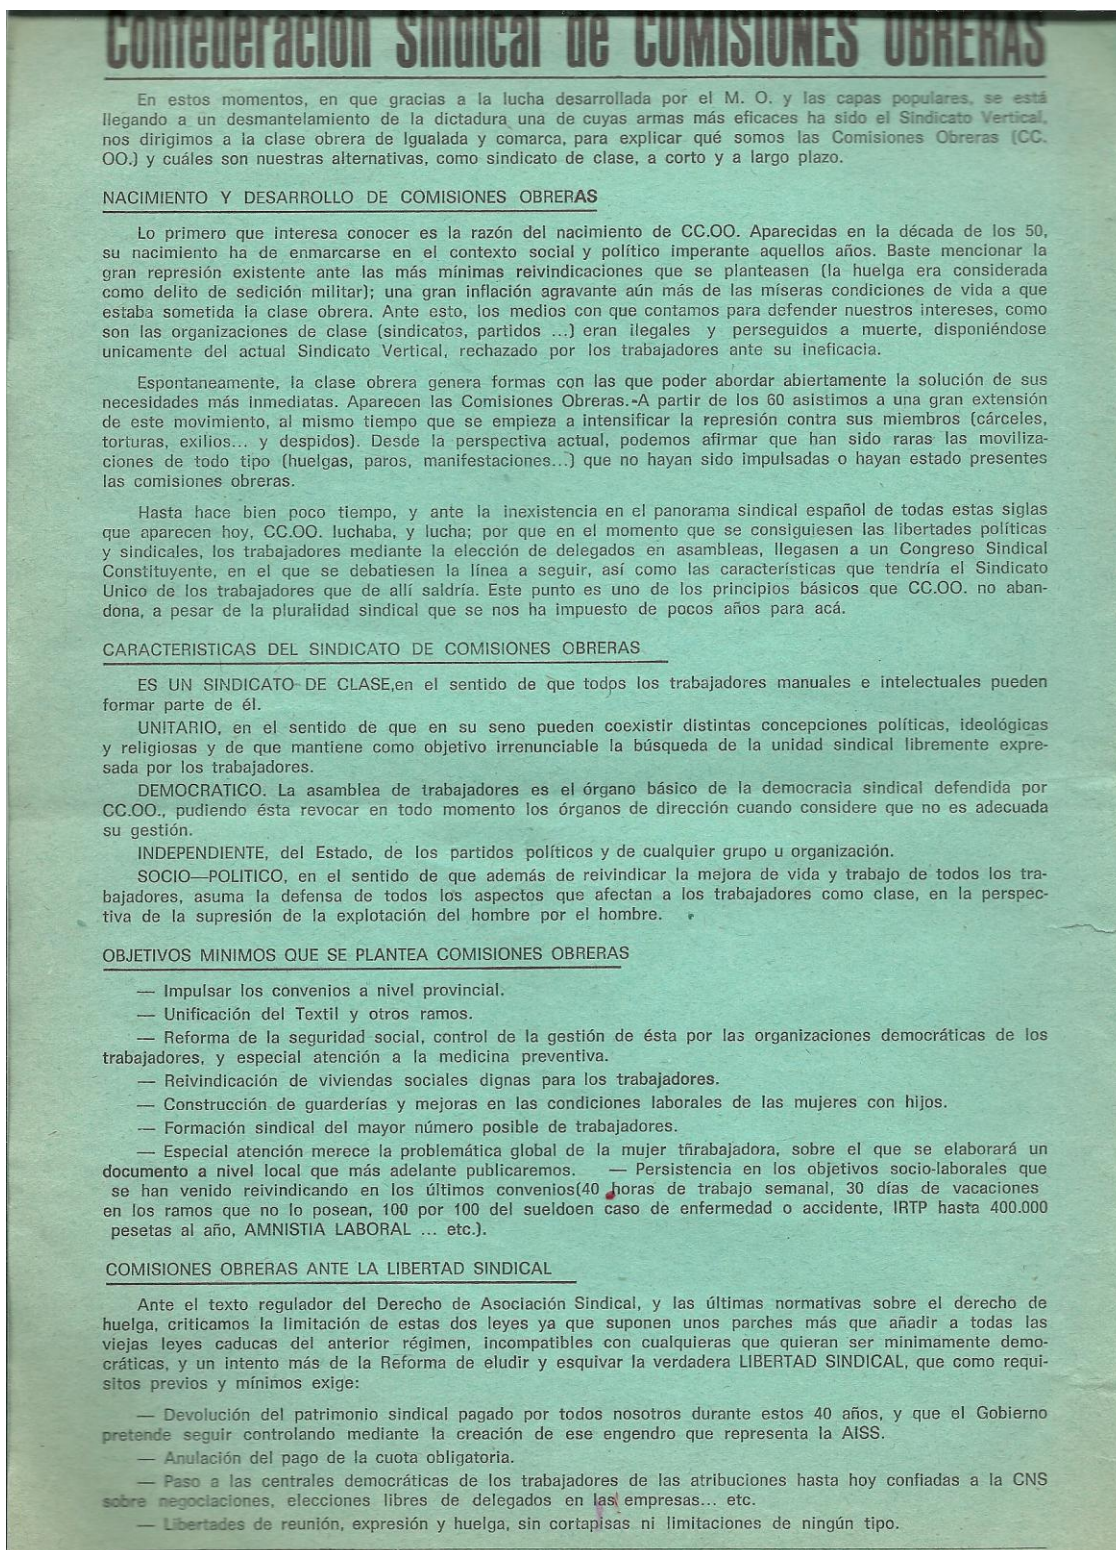 Confederación Sindical de COMISIONES OBRERAS
En estos momentos, en que gracias a la lucha desarrollada por el M. O. y las capas populares, se está
llegando a un desmantelamiento de la dictadura una de cuyas armas más eficaces ha sido el Sindicato Vertical,
nos dirigimos a la clase obrera de Igualada y comarca, para explicar qué somos las Comisiones Obreras (CC.
OO.) y cuáles son nuestras alternativas, como sindicato de clase, a corto y a largo plazo.
NACIMIENTO Y DESARROLLO DE COMISIONES OBRERAS
Lo primero que interesa conocer es la razón del nacimiento de CC.OO. Aparecidas en la década de los 50,
su nacimiento ha de enmarcarse en el contexto social y político imperante aquellos años. Baste mencionar la
gran represión existente ante las más mínimas reivindicaciones que se planteasen (la huelga era considerada
como delito de sedición militar); una gran inflación agravante aún más de las míseras condiciones de vida a que
estaba sometida la clase obrera. Ante esto, los medios con que contamos para defender nuestros intereses, como
son las organizaciones de clase (sindicatos, partidos ...) eran ilegales y perseguidos a muerte, disponiéndose
unicamente del actual Sindicato Vertical, rechazado por los trabajadores ante su ineficacia.
Espontaneamente, la clase obrera genera formas con las que poder abordar abiertamente la solución de sus
necesidades más inmediatas. Aparecen las Comisiones Obreras.-A partir de los 60 asistimos a una gran extensión
de este movimiento, al mismo tiempo que se empieza a intensificar la represión contra sus miembros (cárceles,
torturas, exilios... y despidos). Desde la perspectiva actual, podemos afirmar que han sido raras las moviliza-
ciones de todo tipo (huelgas, paros, manifestaciones...) que no hayan sido impulsadas o hayan estado presentes
las comisiones obreras.
Hasta hace bien poco tiempo, y ante la inexistencia en el panorama sindical español de todas estas siglas
que aparecen hoy, CC.OO. luchaba, y lucha; por que en el momento que se consiguiesen las libertades políticas
y sindicales, los trabajadores mediante la elección de delegados en asambleas, llegasen a un Congreso Sindical
Constituyente, en el que se debatiesen la línea a seguir, así como las características que tendría el Sindicato
Unico de los trabajadores que de allí saldría. Este punto es uno de los principios básicos que CC.OO. no aban-
dona, a pesar de la pluralidad sindical que se nos ha impuesto de pocos años para acá.
CARACTERISTICAS DEL SINDICATO DE COMISIONES OBRERAS
ES UN SINDICATO DE CLASE,en el sentido de que todos los trabajadores manuales e intelectuales pueden
formar parte de él.
UNITARIO, en el sentido de que en su seno pueden coexistir distintas concepciones políticas, ideológicas
y religiosas y de que mantiene como objetivo irrenunciable la búsqueda de la unidad sindical libremente expre-
sada por los trabajadores.
DEMOCRATICO. La asamblea de trabajadores es el órgano básico de la democracia sindical defendida por
CC.OO., pudiendo ésta revocar en todo momento los órganos de dirección cuando considere que no es adecuada
su gestión.
INDEPENDIENTE, del Estado, de los partidos políticos y de cualquier grupo u organización.
SOCIO—POLITICO, en el sentido de que además de reivindicar la mejora de vida y trabajo de todos los tra-
bajadores, asuma la defensa de todos los aspectos que afectan a los trabajadores como clase, en la perspec-
tiva de la supresión de la explotación del hombre por el hombre.
OBJETIVOS MINIMOS QUE SE PLANTEA COMISIONES OBRERAS
— Impulsar los convenios a nivel provincial.
— Unificación del Textil y otros ramos.
— Reforma de la seguridad social, control de la gestión de ésta por las organizaciones democráticas de los
trabajadores, y especial atención a la medicina preventiva.
— Reivindicación de viviendas sociales dignas para los trabajadores.
— Construcción de guarderías y mejoras en las condiciones laborales de las mujeres con hijos.
— Formación sindical del mayor número posible de trabajadores.
— Especial atención merece la problemática global de la mujer tñrabajadora, sobre el que se elaborará un
documento a nivel local que más adelante publicaremos. — Persistencia en los objetivos socio-laborales que
se han venido reivindicando en los últimos convenios(40 horas de trabajo semanal, 30 días de vacaciones
en los ramos que no lo posean, 100 por 100 del sueldoen caso de enfermedad o accidente, IRTP hasta 400.000
pesetas al año, AMNISTIA LABORAL ... etc.).
COMISIONES OBRERAS ANTE LA LIBERTAD SINDICAL
Ante el texto regulador del Derecho de Asociación Sindical, y las últimas normativas sobre el derecho de
huelga, criticamos la limitación de estas dos leyes ya que suponen unos parches más que añadir a todas las
viejas leyes caducas del anterior régimen, incompatibles con cualquieras que quieran ser minimamente demo-
cráticas, y un intento más de la Reforma de eludir y esquivar la verdadera LIBERTAD SINDICAL, que como requi-
sitos previos y mínimos exige:
— Devolución del patrimonio sindical pagado por todos nosotros durante estos 40 años, y que el Gobierno
pretende seguir controlando mediante la creación de ese engendro que representa la AISS.
— Anulación del pago de la cuota obligatoria.
— Paso a las centrales democráticas de los trabajadores de las atribuciones hasta hoy confiadas a la CNS
sobre negociaciones, elecciones libres de delegados en las empresas... etc.
— Libertades de reunión, expresión y huelga, sin cortapisas ni limitaciones de ningún tipo.